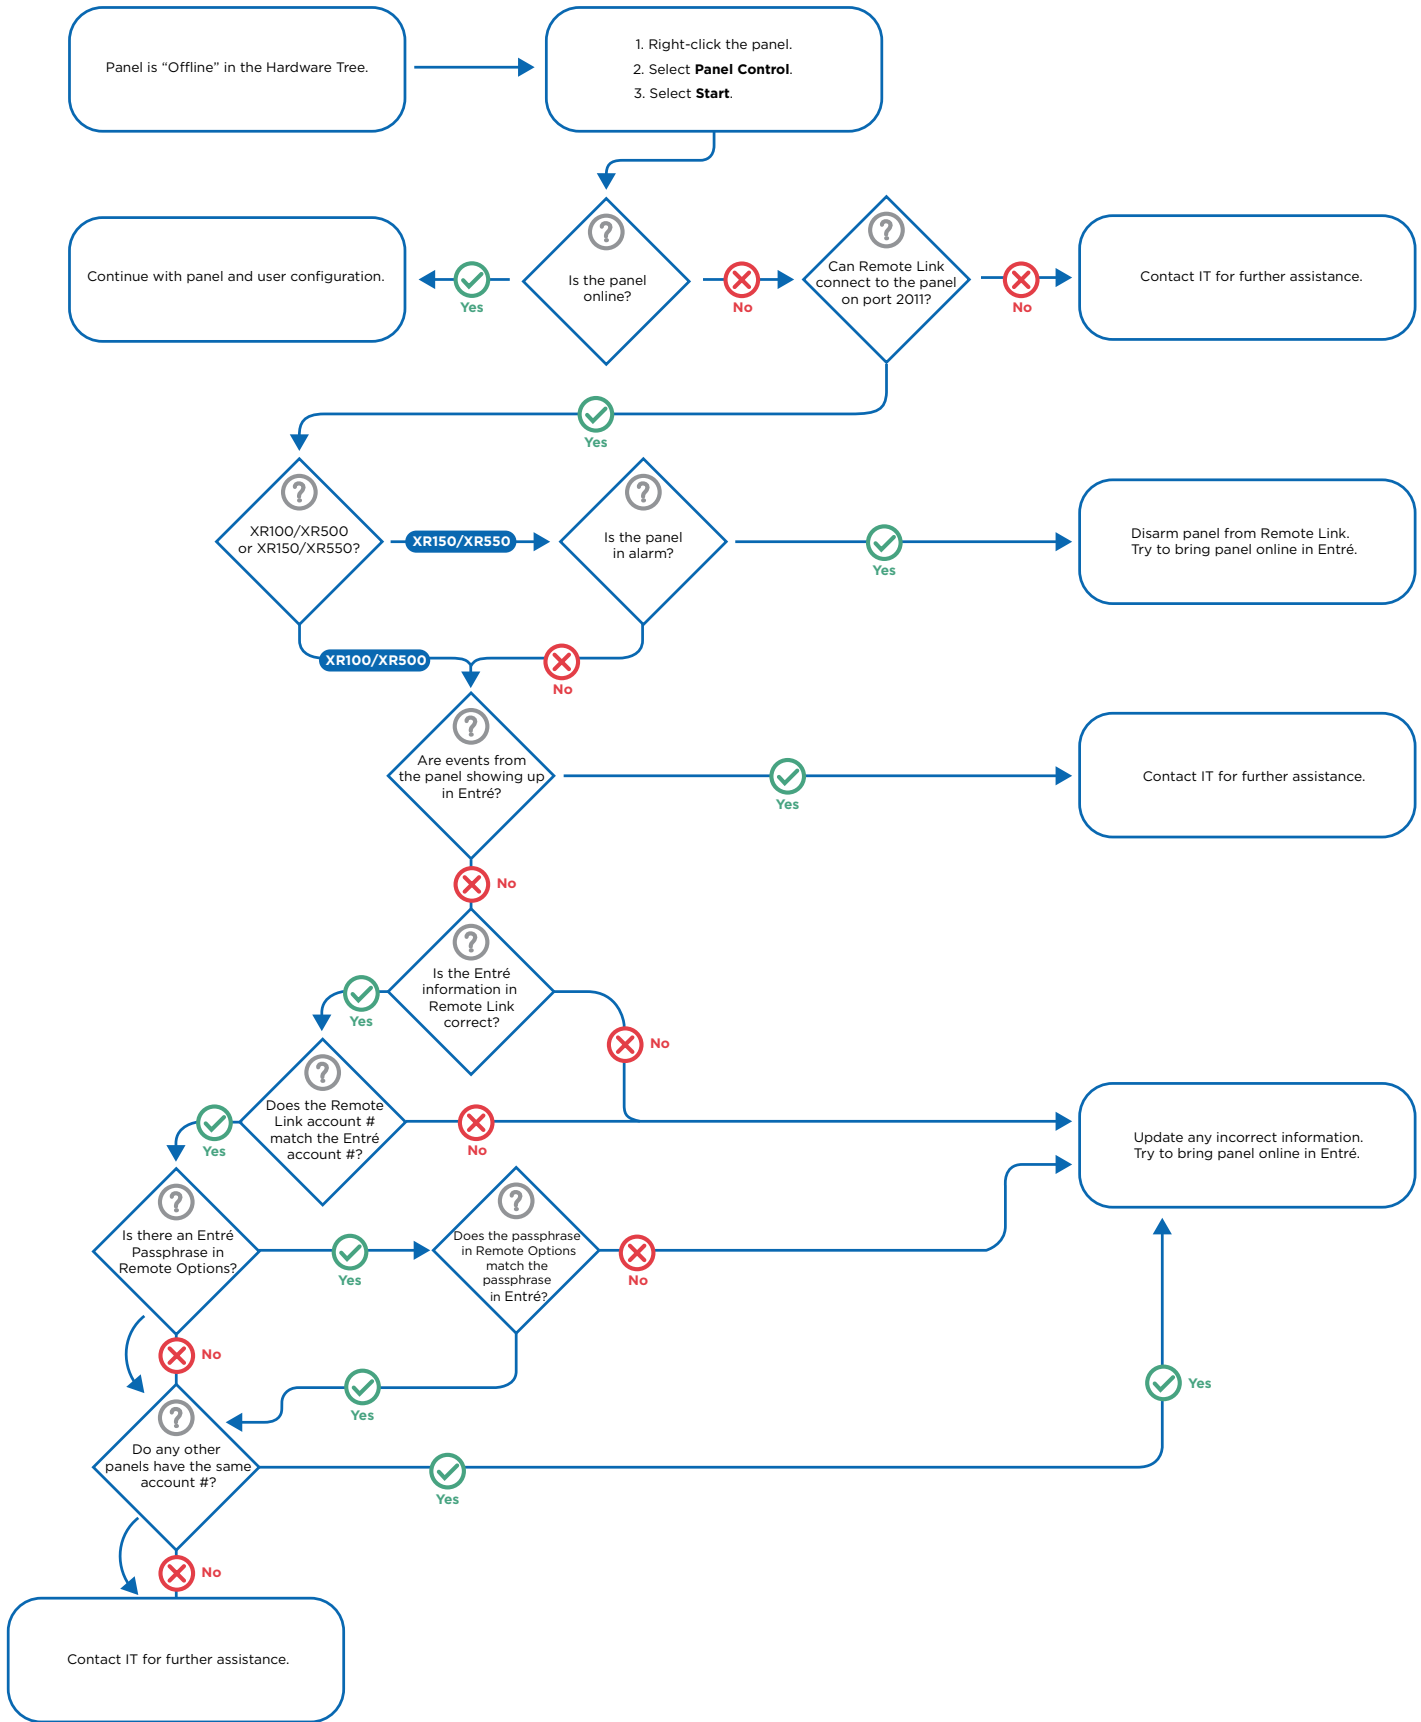 Panel is “Offline” in the Hardware Tree.
1. Right-click the panel.
2. Select Panel Control.
3. Select Start.
Is the panel
online?
Yes
Continue with panel and user configuration.
No
Can Remote Link
connect to the panel
on port 2011?
No
Contact IT for further assistance.
Yes
XR100/XR500
or XR150/XR550?
XR150/XR550
Is the panel
in alarm?
Yes
Disarm panel from Remote Link.
Try to bring panel online in Entré.
XR100/XR500
No
Are events from
the panel showing up
in Entré?
Yes
Contact IT for further assistance.
No
Is the Entré
information in
Remote Link
correct?
Yes
No
Does the Remote
Link account #
match the Entré
account #?
Yes
No
Update any incorrect information.
Try to bring panel online in Entré.
Is there an Entré
Passphrase in
Remote Options?
Yes
Does the passphrase
in Remote Options
match the
passphrase
in Entré?
No
No
Yes
Do any other
panels have the same
account #?
Yes
Yes
No
Contact IT for further assistance.